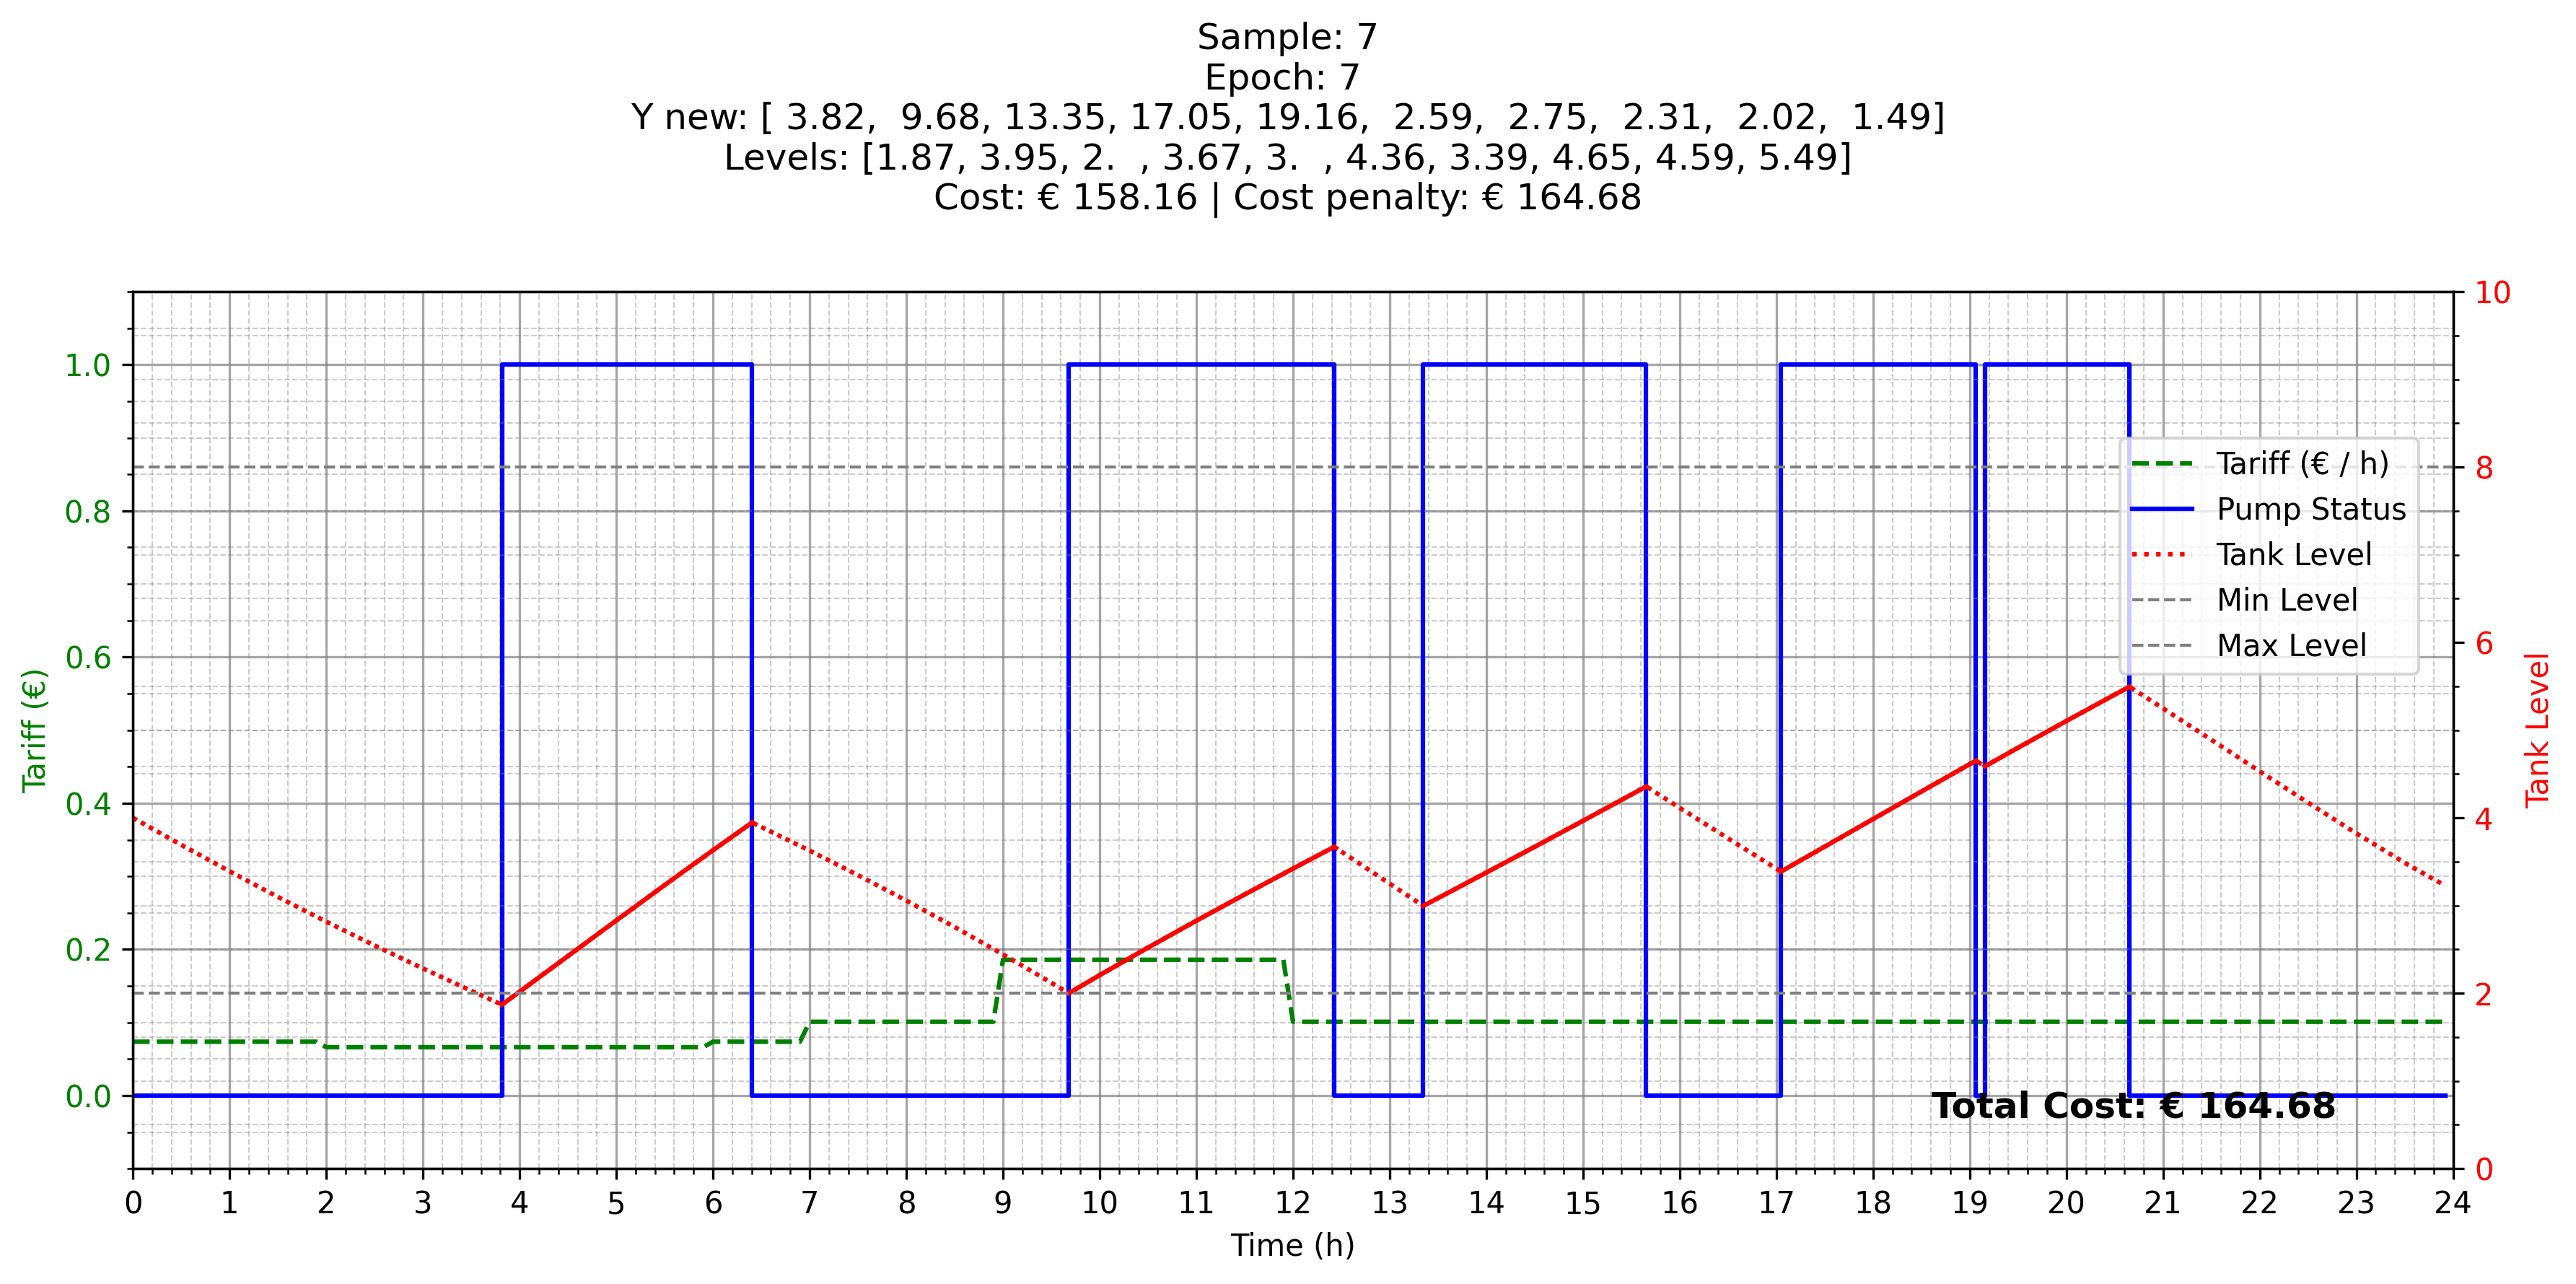 Sample: 7
Epoch: 7
Y new: [ 3.82,  9.68, 13.35, 17.05, 19.16,  2.59,  2.75,  2.31,  2.02,  1.49]
Levels: [1.87, 3.95, 2.  , 3.67, 3.  , 4.36, 3.39, 4.65, 4.59, 5.49]
Cost: € 158.16 | Cost penalty: € 164.68
Tariff (€)
1.0
0.8
0.6
0.4
0.2
0.0
10
8
6
4
2
0
Tank Level
Tariff (€ / h)
Pump Status
Tank Level
Min Level
Max Level
Total Cost: € 164.68
0 1 2 3 4 5 6 7 8 9 10 11 12 13 14 15 16 17 18 19 20 21 22 23 24
Time (h)